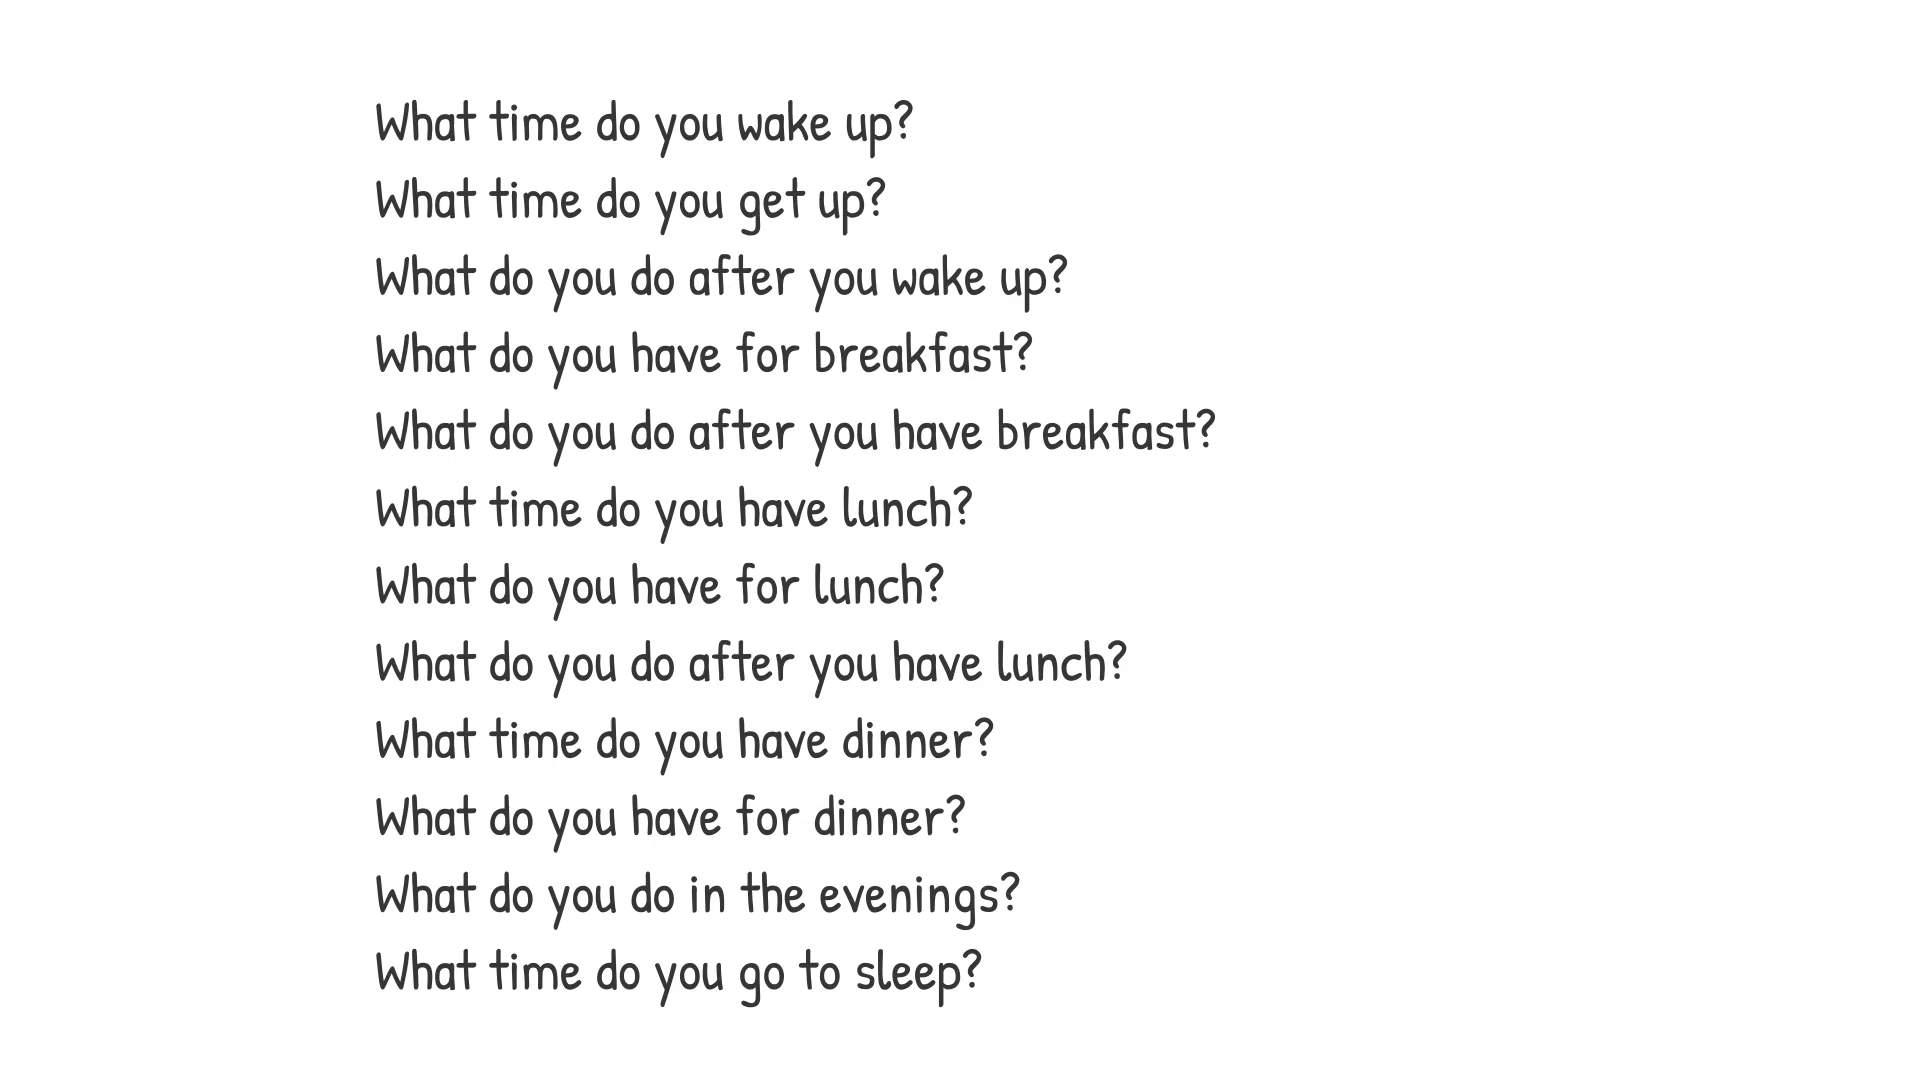 What time do you wake up?
What time do you get up?
What do you do after you wake up?
What do you have for breakfast?
What do you do after you have breakfast?
What time do you have lunch?
What do you have for lunch?
What do you do after you have lunch?
What time do you have dinner?
What do you have for dinner?
What do you do in the evenings?
What time do you go to sleep?